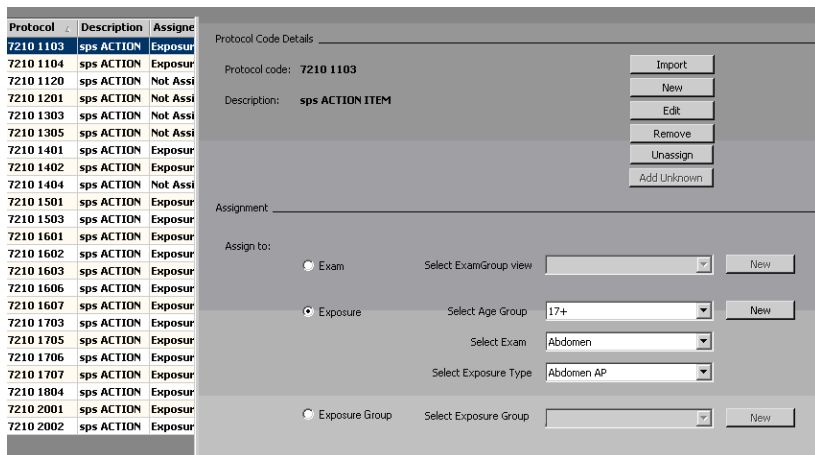 Protocol Description Assigne
7210 1103 sps ACTION Exposur
7210 1104 sps ACTION Exposur
7210 1120 sps ACTION Not Assi
7210 1201 sps ACTION Not Assi
7210 1303 sps ACTION Not Assi
7210 1305 sps ACTION Not Assi
7210 1401 sps ACTION Exposur
7210 1402 sps ACTION Exposur
7210 1404 sps ACTION Not Assi
7210 1501 sps ACTION Exposur
7210 1503 sps ACTION Exposur
7210 1601 sps ACTION Exposur
7210 1602 sps ACTION Exposur
7210 1603 sps ACTION Exposur
7210 1606 sps ACTION Exposur
7210 1607 sps ACTION Exposur
7210 1703 sps ACTION Exposur
7210 1705 sps ACTION Exposur
7210 1706 sps ACTION Exposur
7210 1707 sps ACTION Exposur
7210 1804 sps ACTION Exposur
7210 2001 sps ACTION Exposur
7210 2002 sps ACTION Exposur
Protocol Code Details
Protocol code: 7210 1103
Description: sps ACTION ITEM
Import
New
Edit
Remove
Unassign
Add Unknown
Assignment
Assign to:
Exam Select ExamGroup view New
Exposure Select Age Group 17+ New
Select Exam Abdomen
Select Exposure Type Abdomen AP
Exposure Group Select Exposure Group New